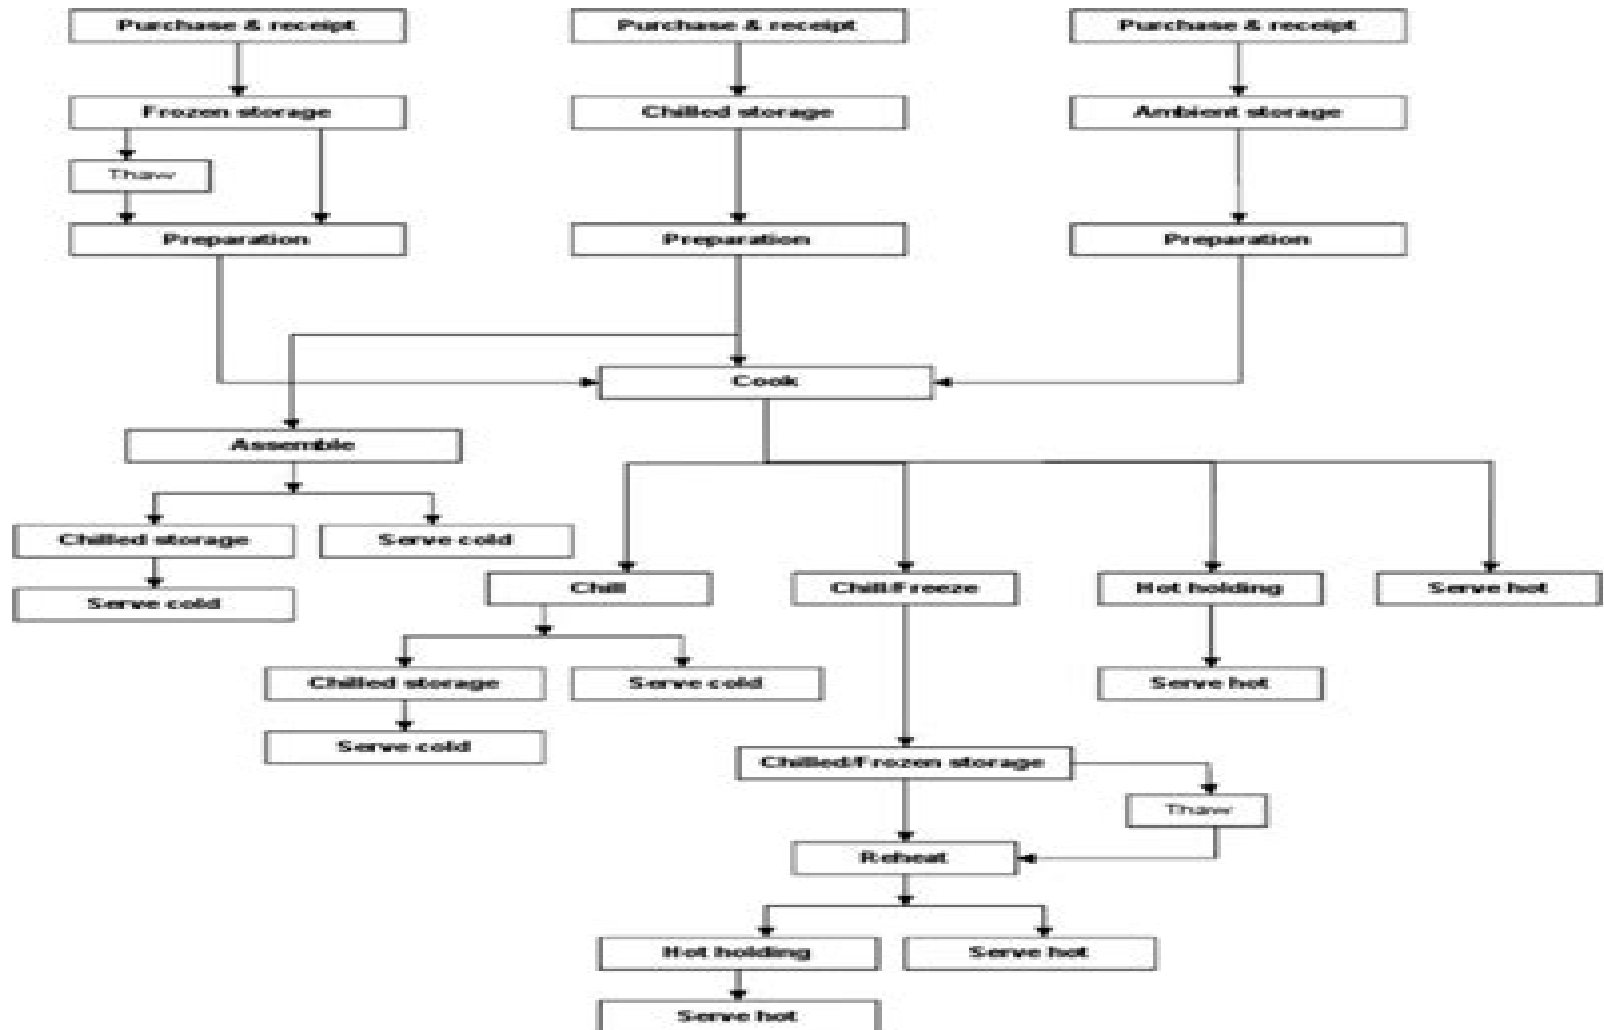 Purchase & receipt
Purchase & receipt
Purchase & receipt
Frozen storage
Chilled storage
Ambient storage
Thaw
Preparation
Preparation
Preparation
Cook
Assemble
Chilled storage
Serve cold
Serve cold
Chill
Chill/Freeze
Hot holding
Serve hot
Chilled storage
Serve cold
Serve hot
Serve cold
Chilled/Frozen storage
Thaw
Reheat
Hot holding
Serve hot
Serve hot